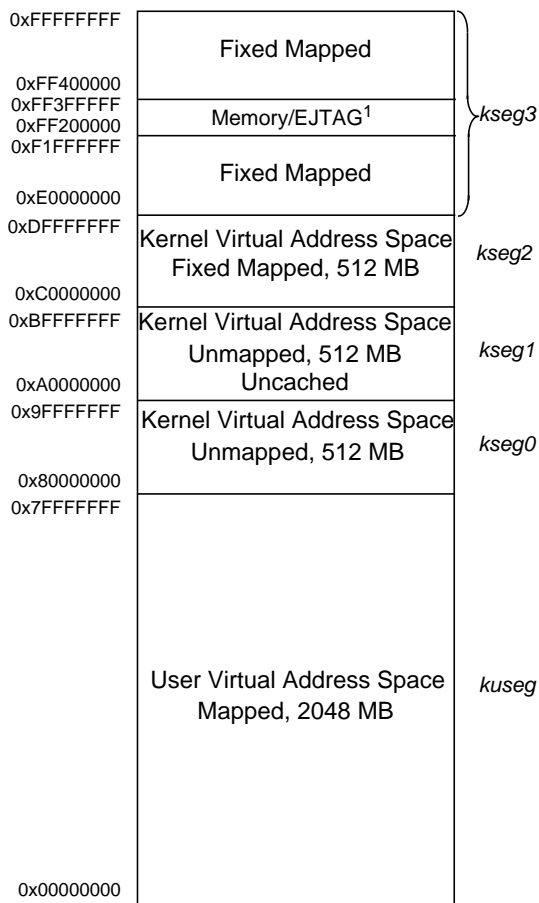 0xFFFFFFFF
Fixed Mapped
0xFF400000
0xFF3FFFFF
Memory/EJTAG1
kseg3
0xFF200000
0xF1FFFFFF
Fixed Mapped
0xE0000000
0xDFFFFFFF
Kernel Virtual Address Space
Fixed Mapped, 512 MB
kseg2
0xC0000000
0xBFFFFFFF
Kernel Virtual Address Space
Unmapped, 512 MB
Uncached
kseg1
0xA0000000
0x9FFFFFFF
Kernel Virtual Address Space
Unmapped, 512 MB
kseg0
0x80000000
0x7FFFFFFF
User Virtual Address Space
Mapped, 2048 MB
kuseg
0x00000000